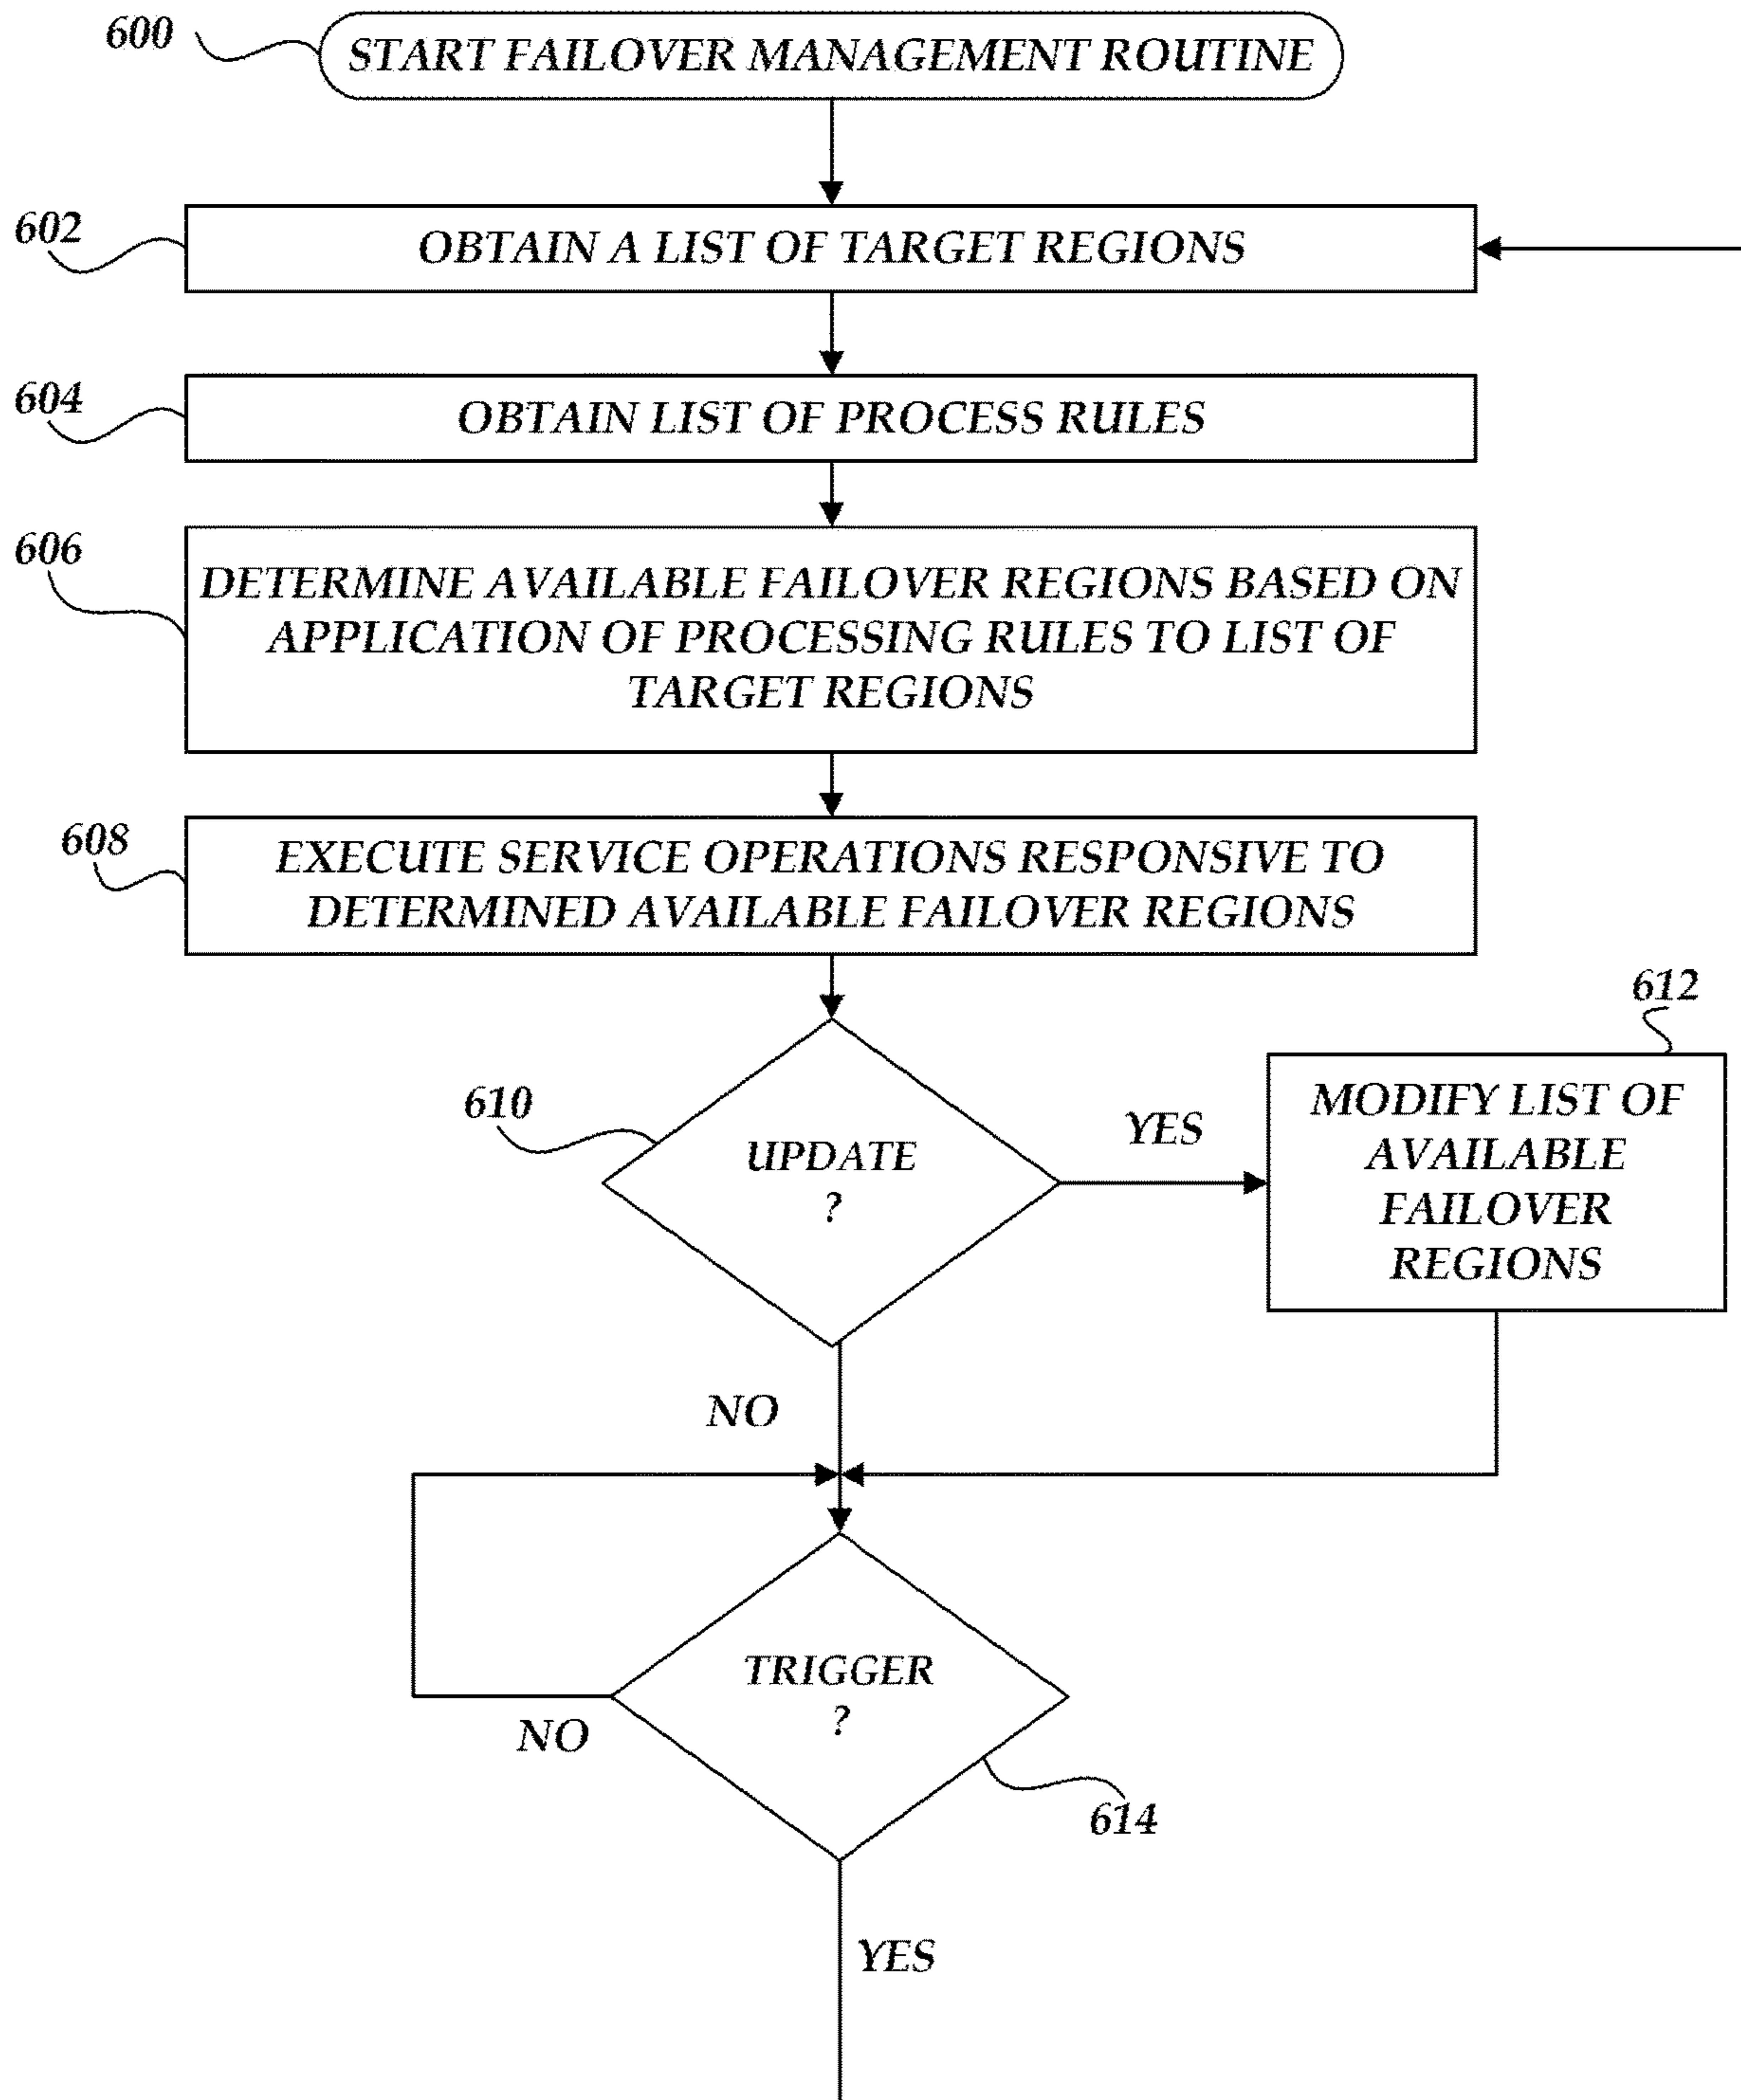 600
START FAILOVER MANAGEMENT ROUTINE
602
OBTAIN A LIST OF TARGET REGIONS
604
OBTAIN LIST OF PROCESS RULES
606
DETERMINE AVAILABLE FAILOVER REGIONS BASED ON
APPLICATION OF PROCESSING RULES TO LIST OF
TARGET REGIONS
608
EXECUTE SERVICE OPERATIONS RESPONSIVE TO
DETERMINED AVAILABLE FAILOVER REGIONS
610
UPDATE
?
YES
612
MODIFY LIST OF
AVAILABLE
FAILOVER
REGIONS
NO
TRIGGER
?
NO
614
YES